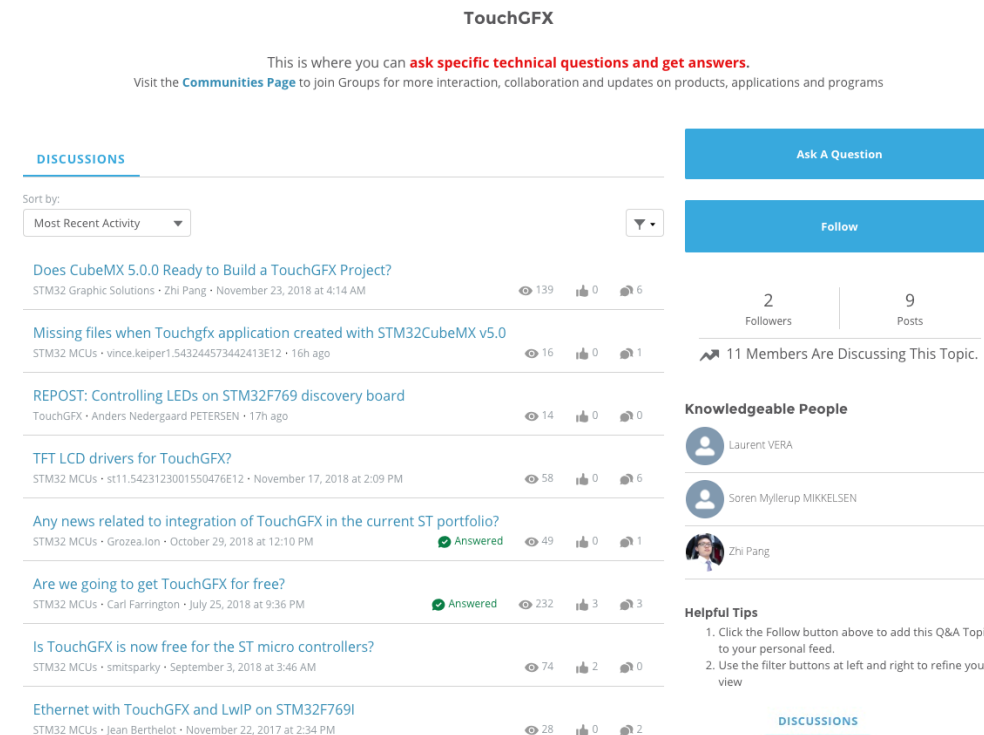 TouchGFX
This is where you can ask specific technical questions and get answers.
Visit the Communities Page to join Groups for more interaction, collaboration and updates on products, applications and programs
DISCUSSIONS
Sort by:
Most Recent Activity
Does CubeMX 5.0.0 Ready to Build a TouchGFX Project?
STM32 Graphic Solutions • Zhi Pang • November 23, 2018 at 4:14 AM
139 0 6
Missing files when Touchgfx application created with STM32CubeMX v5.0
STM32 MCUs • vince.keiper1.543244573442413E12 • 16h ago
16 0 1
REPOST: Controlling LEDs on STM32F769 discovery board
TouchGFX • Anders Nedergaard PETERSEN • 17h ago
14 0 0
TFT LCD drivers for TouchGFX?
STM32 MCUs • st11.5423123001550476E12 • November 17, 2018 at 2:09 PM
58 0 6
Any news related to integration of TouchGFX in the current ST portfolio?
STM32 MCUs • Grozea.Ion • October 29, 2018 at 12:10 PM
Answered 49 0 1
Are we going to get TouchGFX for free?
STM32 MCUs • Carl Farrington • July 25, 2018 at 9:36 PM
Answered 232 3 3
Is TouchGFX is now free for the ST micro controllers?
STM32 MCUs • smitsparky • September 3, 2018 at 3:46 AM
74 2 0
Ethernet with TouchGFX and LwIP on STM32F769I
STM32 MCUs • Jean Berthelot • November 22, 2017 at 2:34 PM
28 0 2
Ask A Question
Follow
2 9
Followers Posts
11 Members Are Discussing This Topic.
Knowledgeable People
Laurent VERA
Soren Myllerup MIKKELSEN
Zhi Pang
Helpful Tips
1. Click the Follow button above to add this Q&A Topi
to your personal feed.
2. Use the filter buttons at left and right to refine you
view
DISCUSSIONS